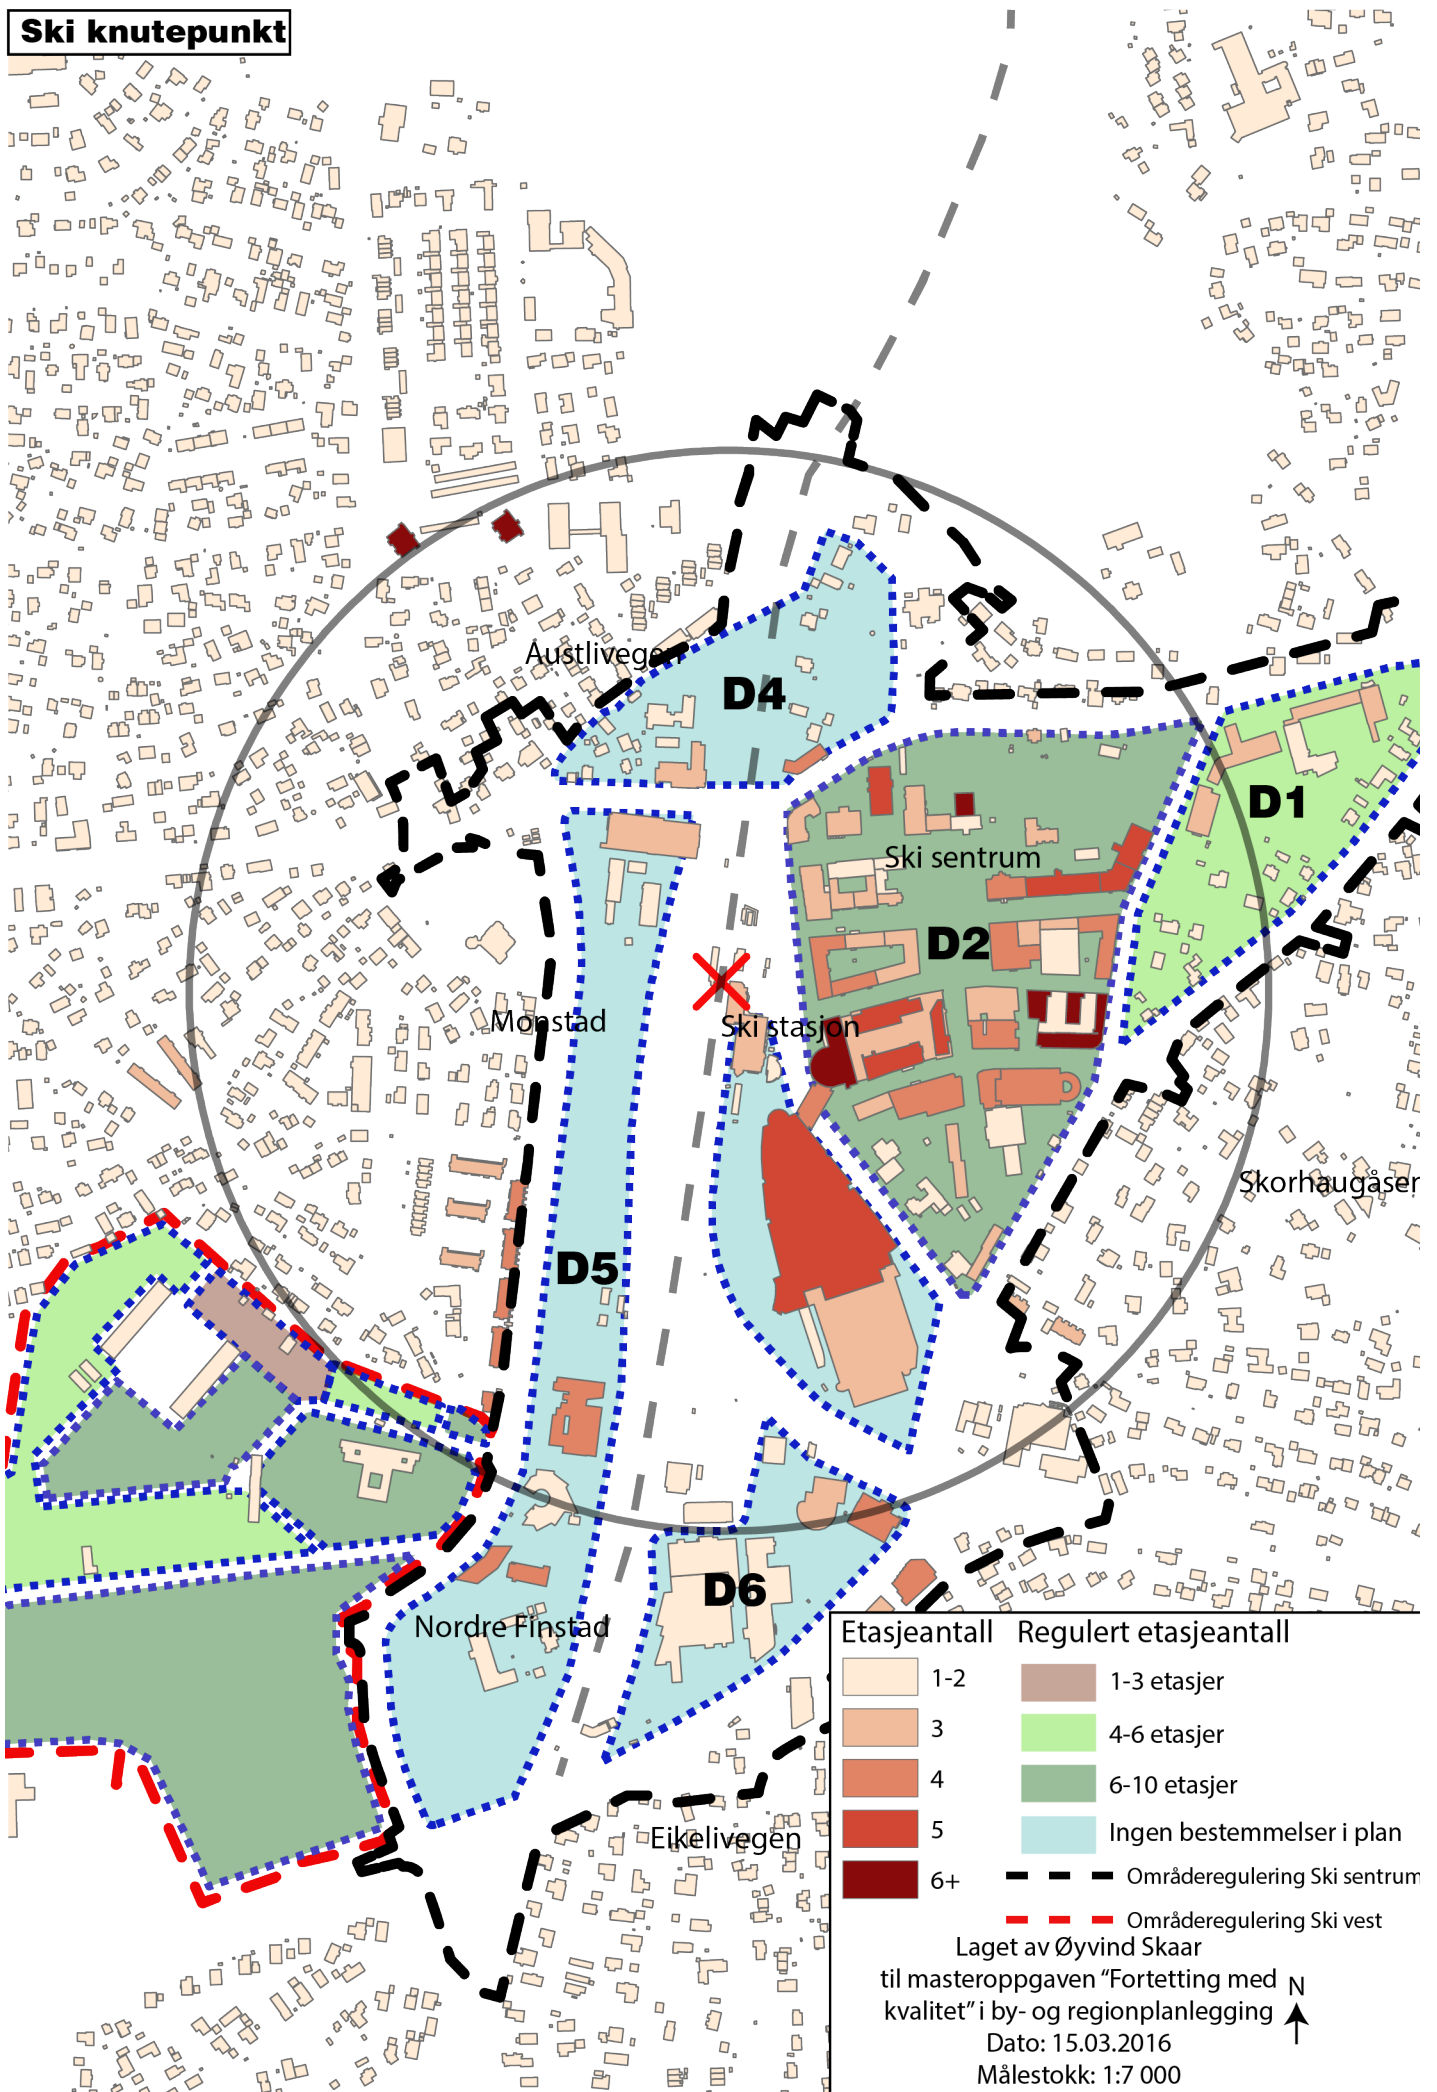 Ski knutepunkt
Austlivegen
D4
D1
Ski sentrum
D2
Monstad
Ski stasjon
Skorhaugåser
D5
D6
Nordre Finstad
Eikelivegen
Etasjeantall
1-2
3
4
5
6+
Regulert etasjeantall
1-3 etasjer
4-6 etasjer
6-10 etasjer
Ingen bestemmelser i plan
Områderegulering Ski sentrum
Områderegulering Ski vest
Laget av Øyvind Skaar
til masteroppgaven “Fortetting med
kvalitet” i by- og regionplanlegging
Dato: 15.03.2016
Målestokk: 1:7 000
N